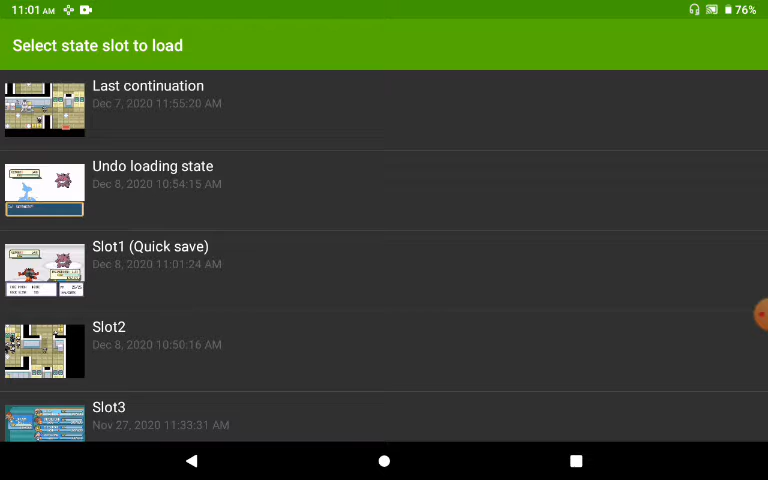 11:01 AM
76%
Select state slot to load
Last continuation
Dec 7, 2020 11:55:20 AM
Undo loading state
Dec 8, 2020 10:54:15 AM
Slot1 (Quick save)
Dec 8, 2020 11:01:24 AM
Slot2
Dec 8, 2020 10:50:16 AM
Slot3
Nov 27, 2020 11:33:31 AM